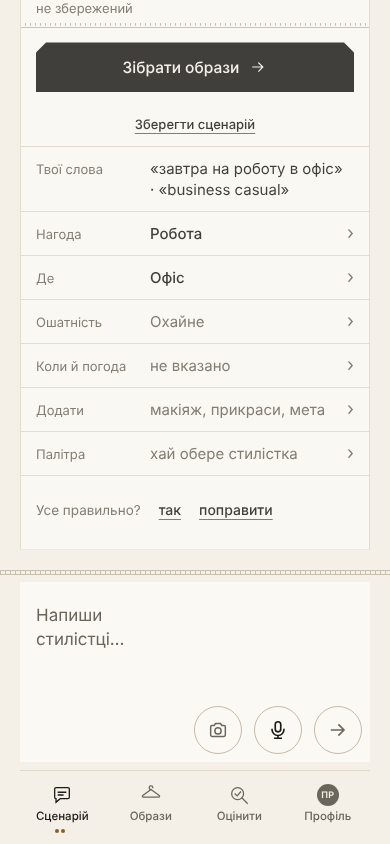 не збережений
Зібрати образи →
Зберегти сценарій
Твої слова «завтра на роботу в офіс»
· «business casual»
Нагода Робота
Де Офіс
Ошатність Охайне
Коли й погода не вказано
Додати макіяж, прикраси, мета
Палітра хай обере стилістка
Усе правильно? так поправити
Напиши
стилістці...
Сценарій Образи Оцінити ПР Профіль